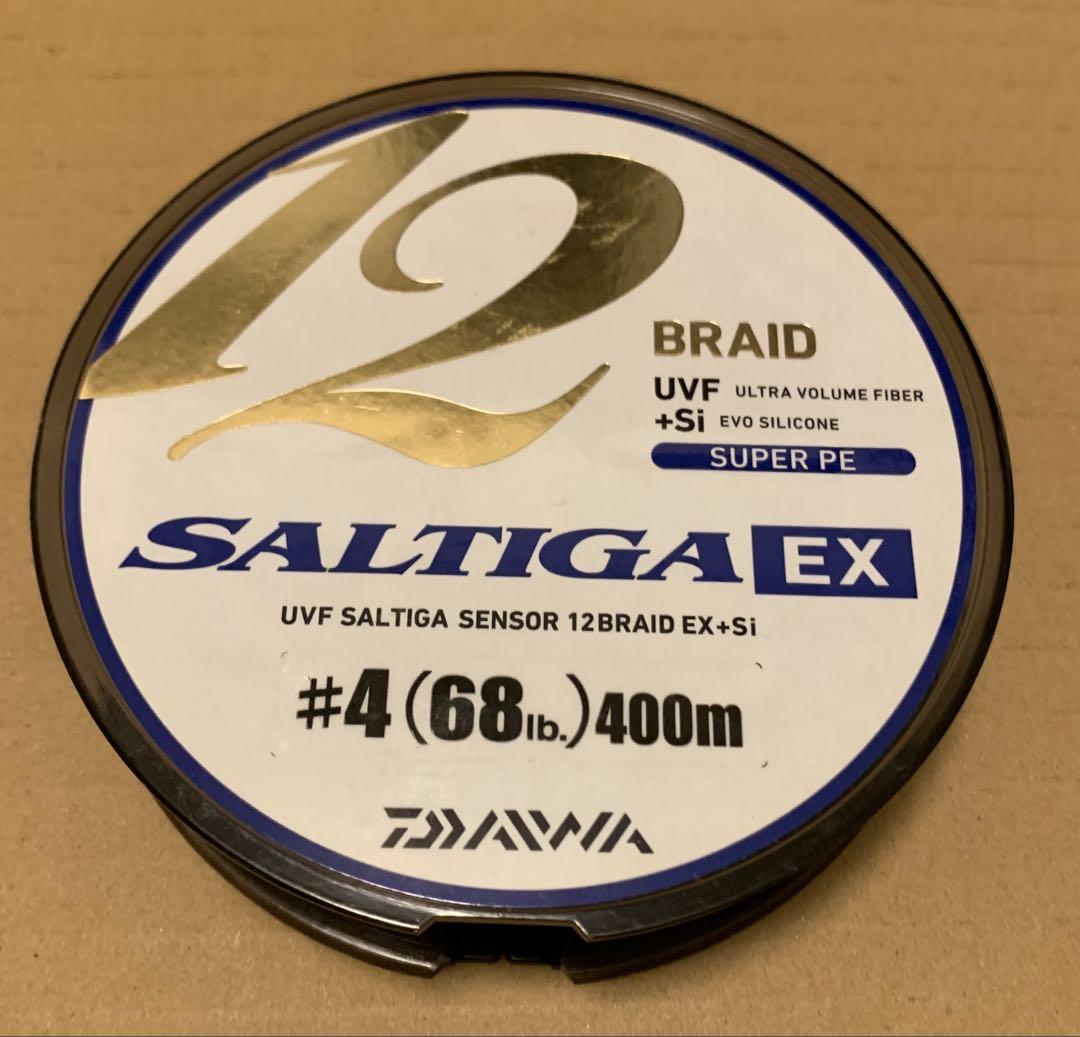 12
BRAID
UVF ULTRA VOLUME FIBER
+Si EVO SILICONE
SUPER PE
SALTIGA EX
UVF SALTIGA SENSOR 12BRAID EX+Si
#4(68lb.)400m
DAIWA